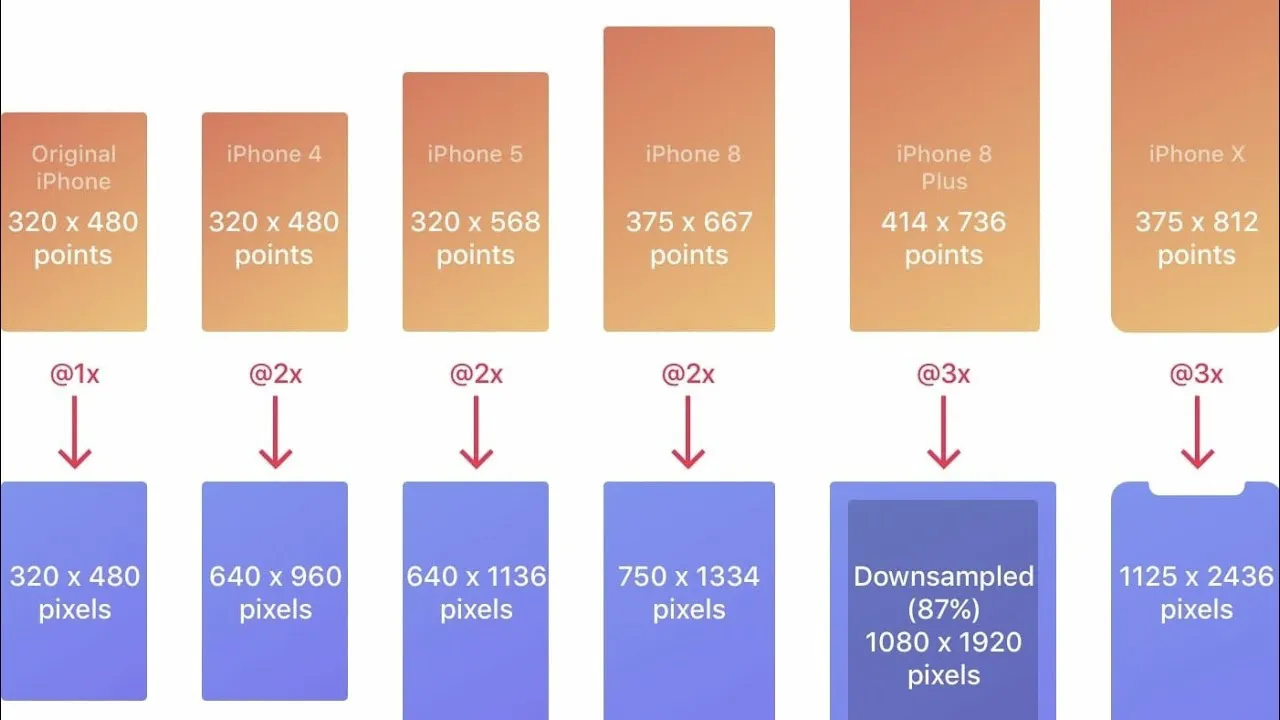 Original
iPhone
320 x 480
points
iPhone 4
320 x 480
points
iPhone 5
320 x 568
points
iPhone 8
375 x 667
points
iPhone 8
Plus
414 x 736
points
iPhone X
375 x 812
points
@1x
@2x
@2x
@2x
@3x
@3x
320 x 480
pixels
640 x 960
pixels
640 x 1136
pixels
750 x 1334
pixels
Downsampled
(87%)
1080 x 1920
pixels
1125 x 2436
pixels